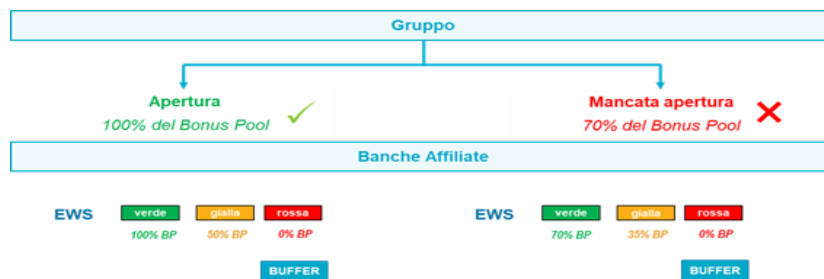 Gruppo
Apertura
100% del Bonus Pool
Mancata apertura
70% del Bonus Pool
Banche Affiliate
EWS verde gialla rossa
100% BP 50% BP 0% BP
BUFFER
EWS verde gialla rossa
70% BP 35% BP 0% BP
BUFFER